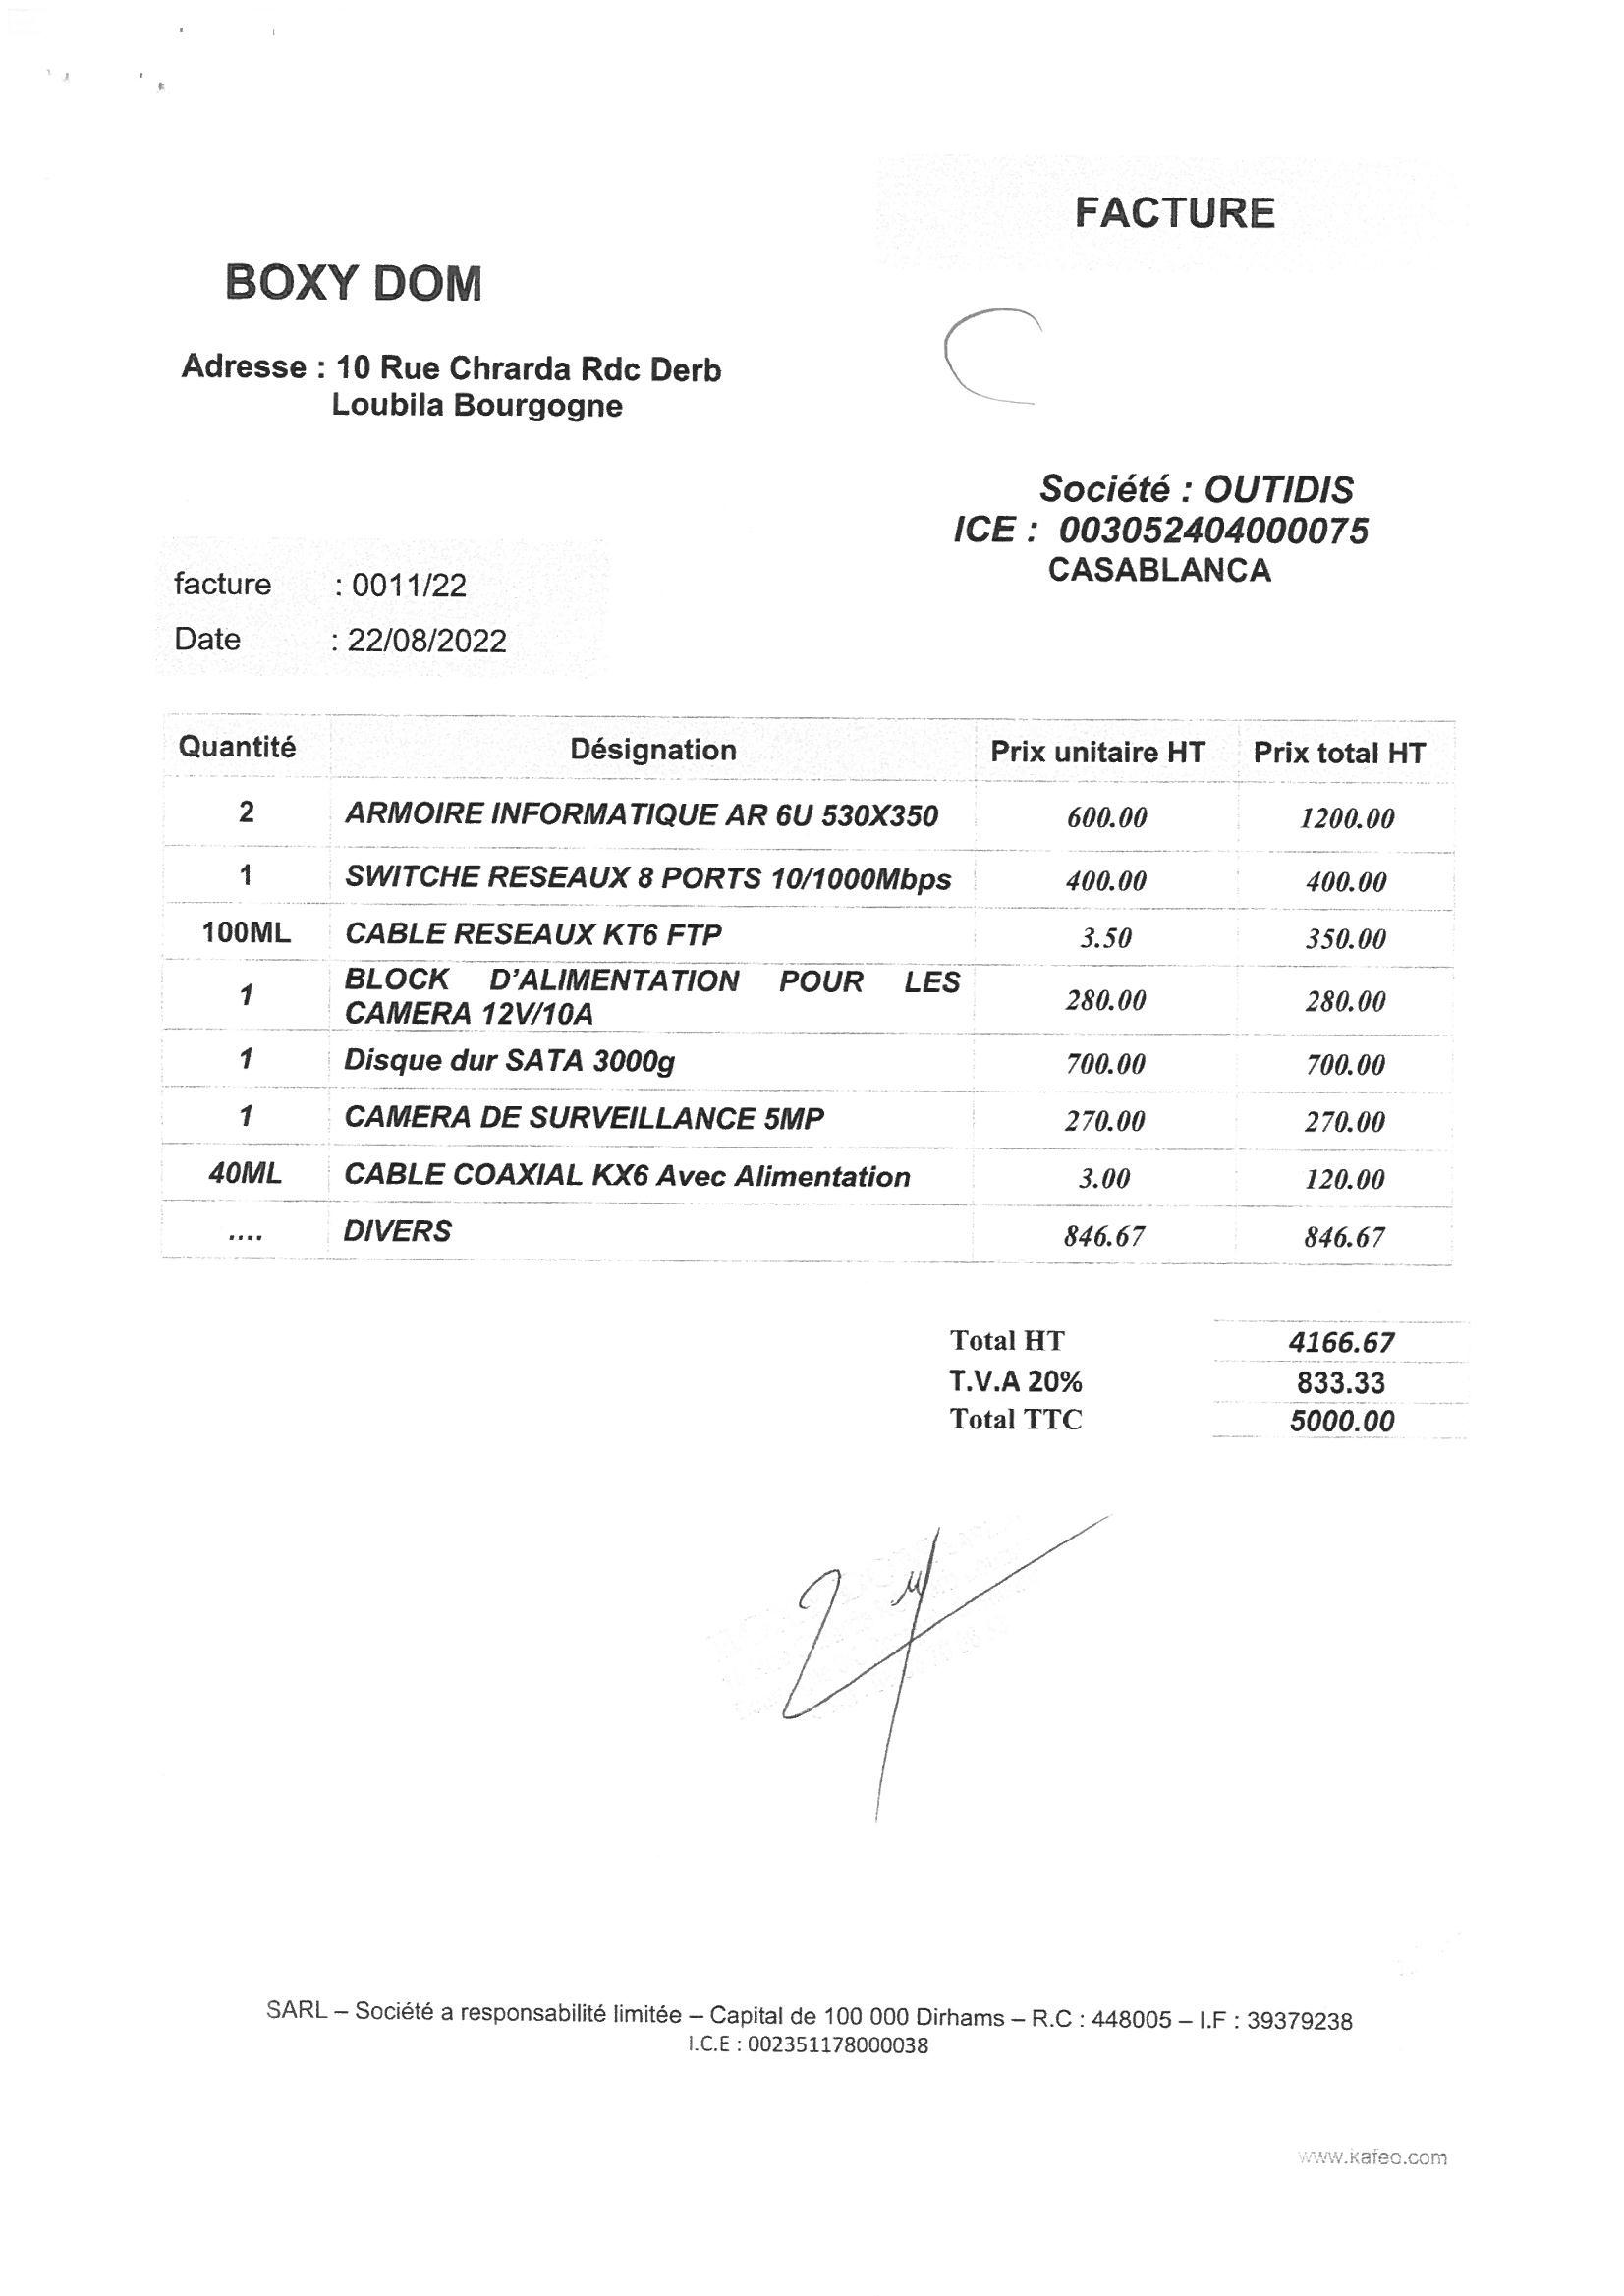 FACTURE
BOXY DOM
Adresse : 10 Rue Chrarda Rdc Derb
Loubila Bourgogne
Société : OUTIDIS
ICE : 003052404000075
CASABLANCA
facture : 0011/22
Date : 22/08/2022
Quantité Désignation Prix unitaire HT Prix total HT
2 ARMOIRE INFORMATIQUE AR 6U 530X350 600.00 1200.00
1 SWITCHE RESEAUX 8 PORTS 10/1000Mbps 400.00 400.00
100ML CABLE RESEAUX KT6 FTP 3.50 350.00
1 BLOCK D'ALIMENTATION POUR LES
CAMERA 12V/10A 280.00 280.00
1 Disque dur SATA 3000g 700.00 700.00
1 CAMERA DE SURVEILLANCE 5MP 270.00 270.00
40ML CABLE COAXIAL KX6 Avec Alimentation 3.00 120.00
.... DIVERS 846.67 846.67
Total HT 4166.67
T.V.A 20% 833.33
Total TTC 5000.00
SARL – Société a responsabilité limitée – Capital de 100 000 Dirhams – R.C : 448005 – I.F : 39379238
I.C.E : 002351178000038
www.kafeo.com